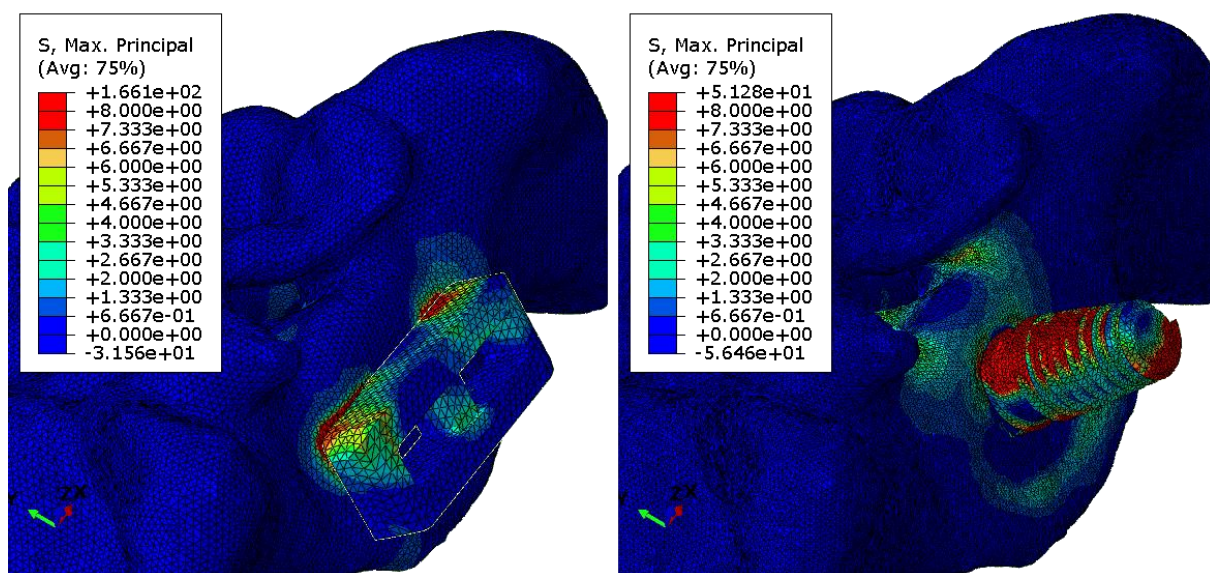 S, Max. Principal
(Avg: 75%)
+1.661e+02
+8.000e+00
+7.333e+00
+6.667e+00
+6.000e+00
+5.333e+00
+4.667e+00
+4.000e+00
+3.333e+00
+2.667e+00
+2.000e+00
+1.333e+00
+6.667e-01
+0.000e+00
-3.156e+01
Y
Z
X
S, Max. Principal
(Avg: 75%)
+5.128e+01
+8.000e+00
+7.333e+00
+6.667e+00
+6.000e+00
+5.333e+00
+4.667e+00
+4.000e+00
+3.333e+00
+2.667e+00
+2.000e+00
+1.333e+00
+6.667e-01
+0.000e+00
-5.646e+01
Y
Z
X